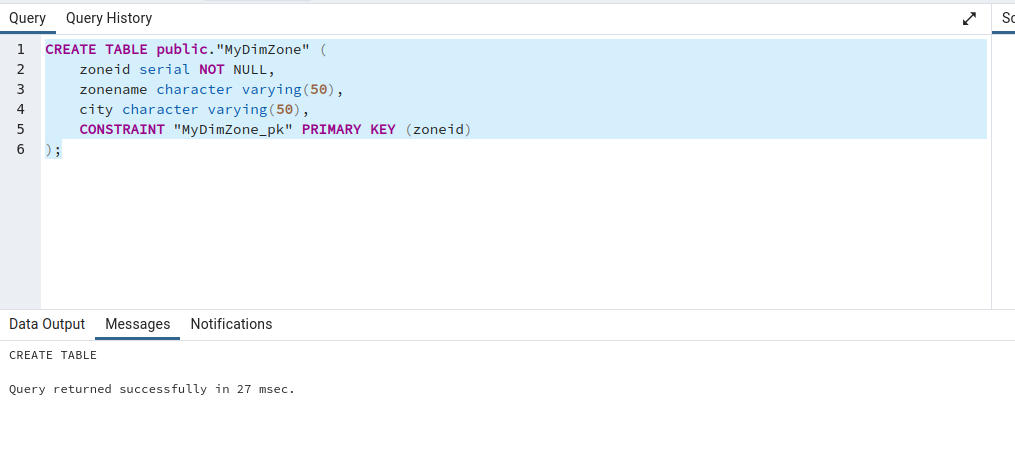 Query Query History
1 CREATE TABLE public."MyDimZone" (
2 zoneid serial NOT NULL,
3 zonename character varying(50),
4 city character varying(50),
5 CONSTRAINT "MyDimZone_pk" PRIMARY KEY (zoneid)
6 );
Data Output Messages Notifications
CREATE TABLE
Query returned successfully in 27 msec.